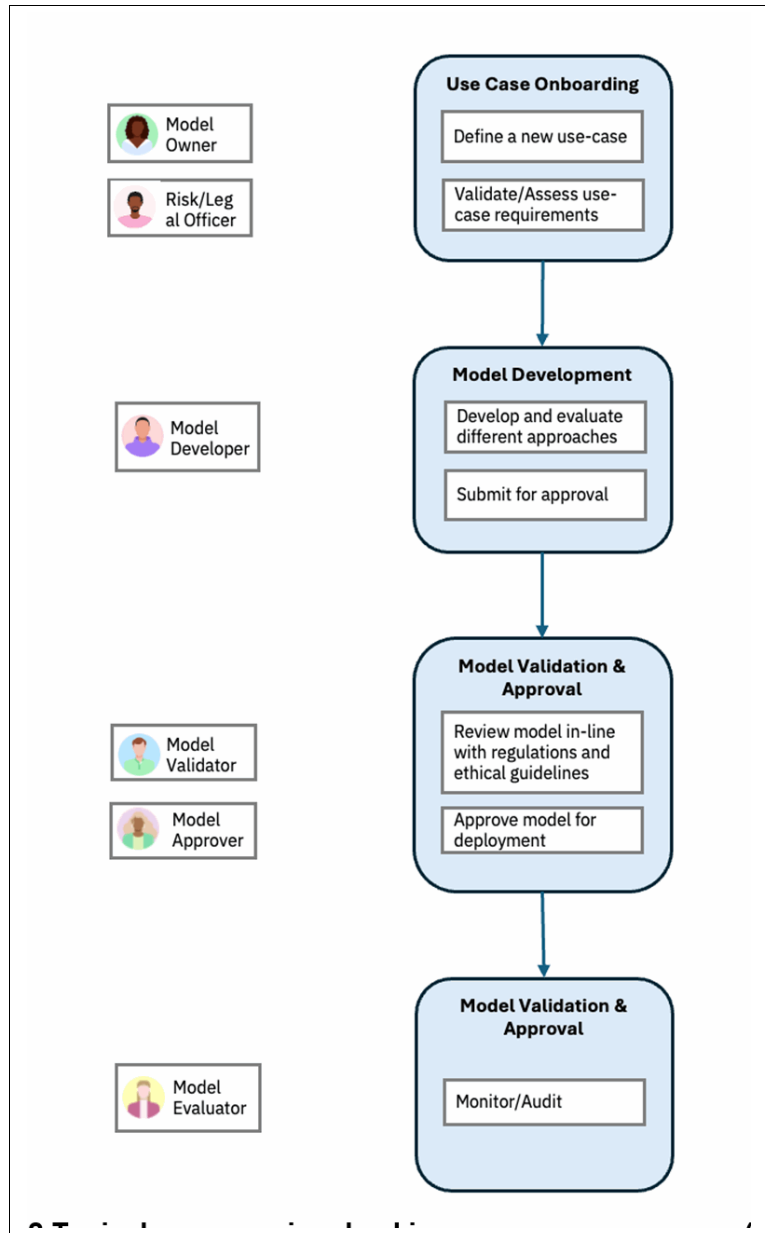 Use Case Onboarding
Model
Owner
Define a new use-case
Risk/Leg
al Officer
Validate/Assess use-
case requirements
Model Development
Model
Developer
Develop and evaluate
different approaches
Submit for approval
Model Validation &
Approval
Model
Validator
Review model in-line
with regulations and
ethical guidelines
Model
Approver
Approve model for
deployment
Model Validation &
Approval
Model
Evaluator
Monitor/Audit